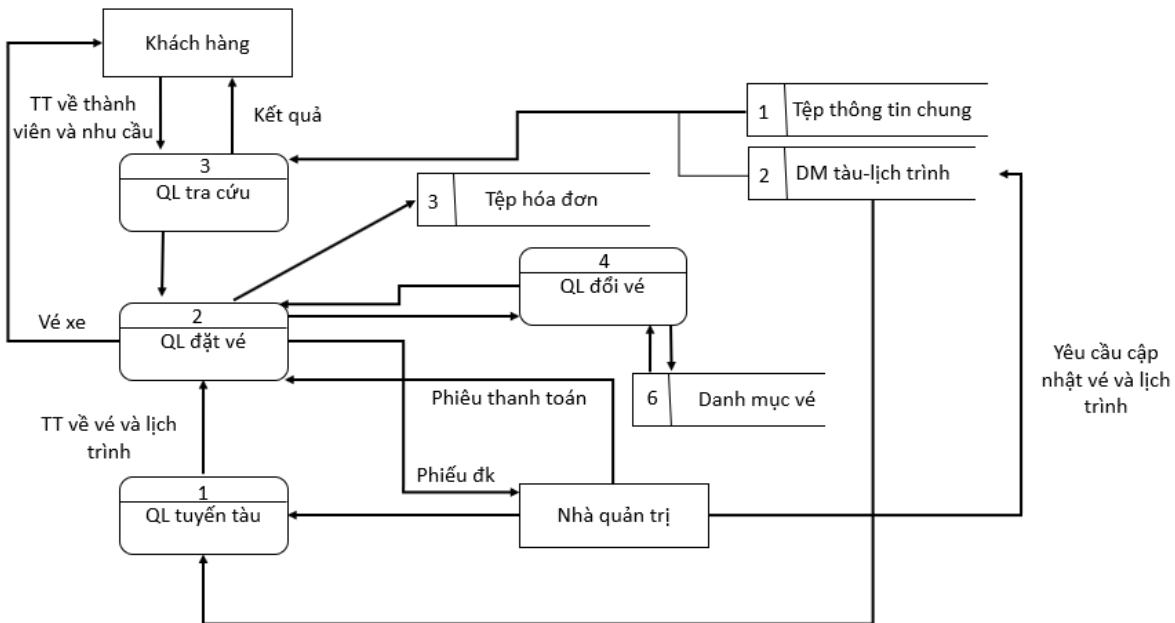 Khách hàng
TT về thành
viên và nhu cầu
Kết quả
1 Tệp thông tin chung
3
QL tra cứu
2 DM tàu-lịch trình
3 Tệp hóa đơn
4
QL đổi vé
Vé xe
2
QL đặt vé
Yêu cầu cập
nhật vé và lịch
trình
Phiêu thanh toán
6 Danh mục vé
TT về vé và lịch
trình
Phiếu đk
1
QL tuyến tàu
Nhà quản trị